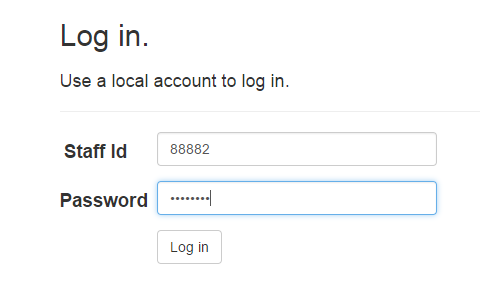 Log in.
Use a local account to log in.
Staff Id 88882
Password ••••••••
Log in